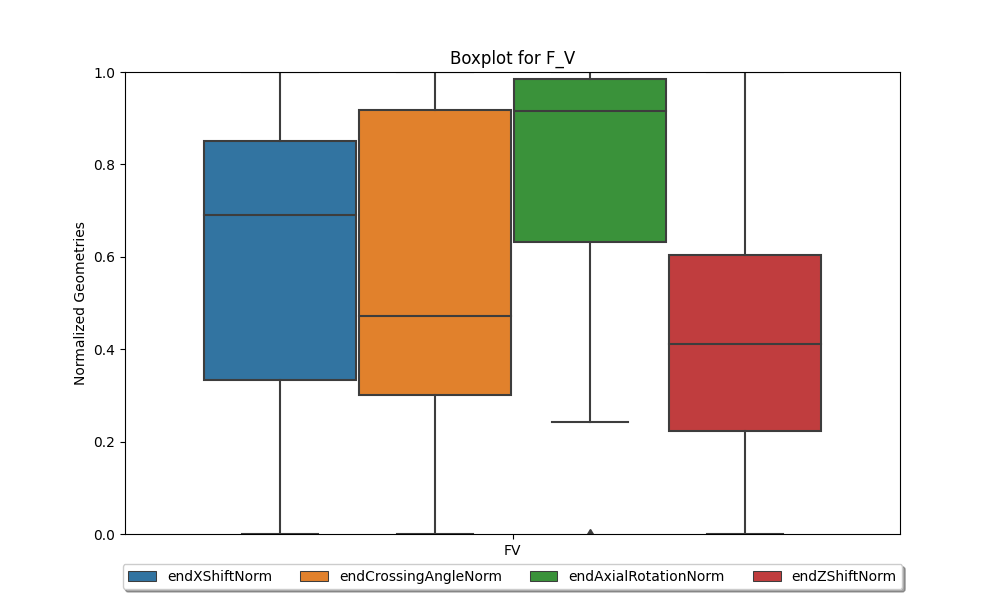 Boxplot for F_V
1.0
0.8
0.6
0.4
0.2
0.0
Normalized Geometries
FV
endXShiftNorm endCrossingAngleNorm endAxialRotationNorm endZShiftNorm